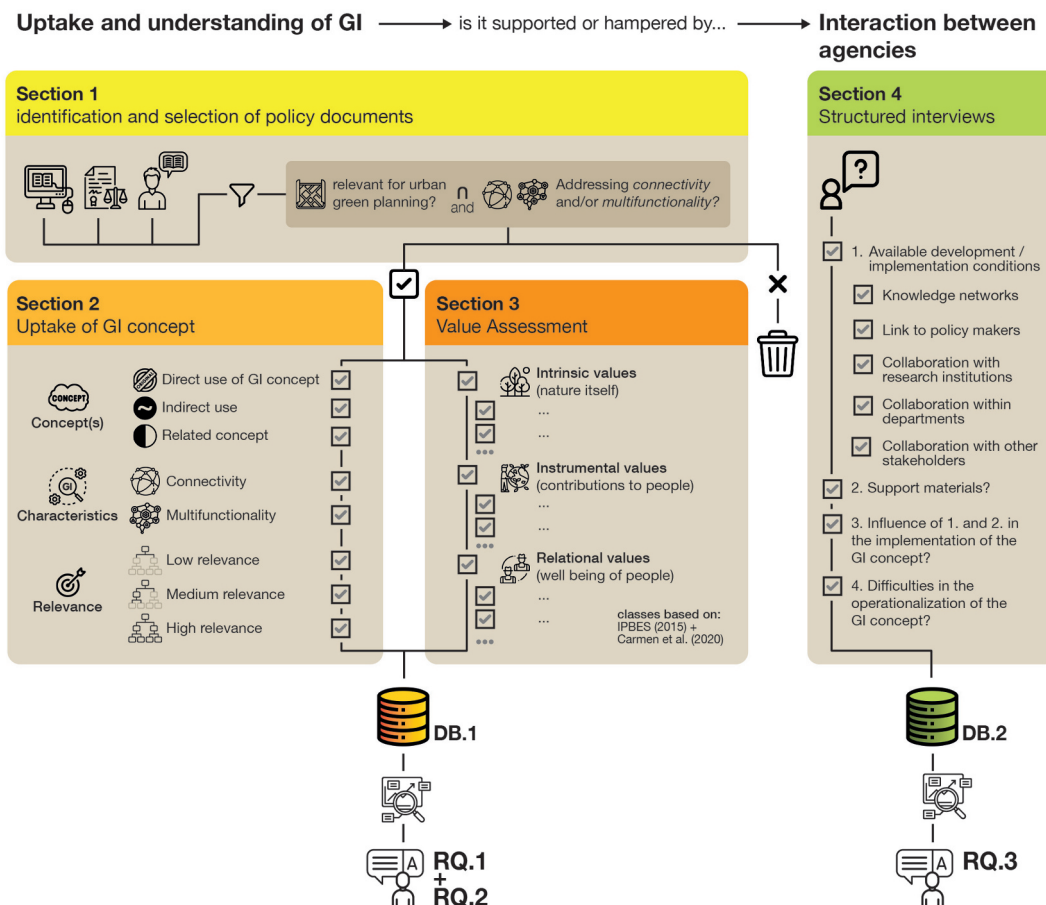 Uptake and understanding of GI
is it supported or hampered by...
Interaction between
agencies
Section 1
identification and selection of policy documents
relevant for urban
green planning?
∩
and
Addressing connectivity
and/or multifunctionality?
Section 2
Uptake of GI concept
CONCEPT
Concept(s)
Direct use of GI concept
Indirect use
Related concept
GI
Characteristics
Connectivity
Multifunctionality
Relevance
Low relevance
Medium relevance
High relevance
Section 3
Value Assessment
Intrinsic values
(nature itself)
...
...
...
Instrumental values
(contributions to people)
...
...
...
Relational values
(well being of people)
...
...
...
classes based on:
IPBES (2015) +
Carmen et al. (2020)
Section 4
Structured interviews
?
1. Available development /
implementation conditions
Knowledge networks
Link to policy makers
Collaboration with
research institutions
Collaboration within
departments
Collaboration with other
stakeholders
2. Support materials?
3. Influence of 1. and 2. in
the implementation of the
GI concept?
4. Difficulties in the
operationalization of the
GI concept?
DB.1
A
RQ.1
+
RQ.2
DB.2
A
RQ.3